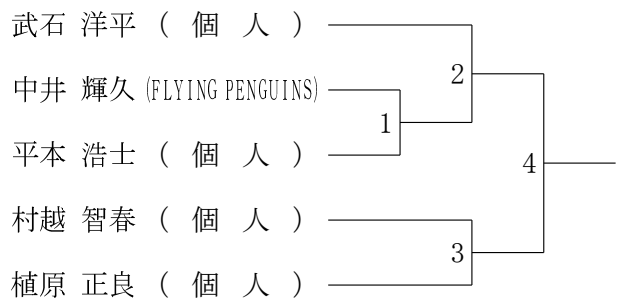 武石 洋平 ( 個 人 )
中井 輝久 (FLYING PENGUINS)
平本 浩士 ( 個 人 )
村越 智春 ( 個 人 )
植原 正良 ( 個 人 )
1
2
3
4